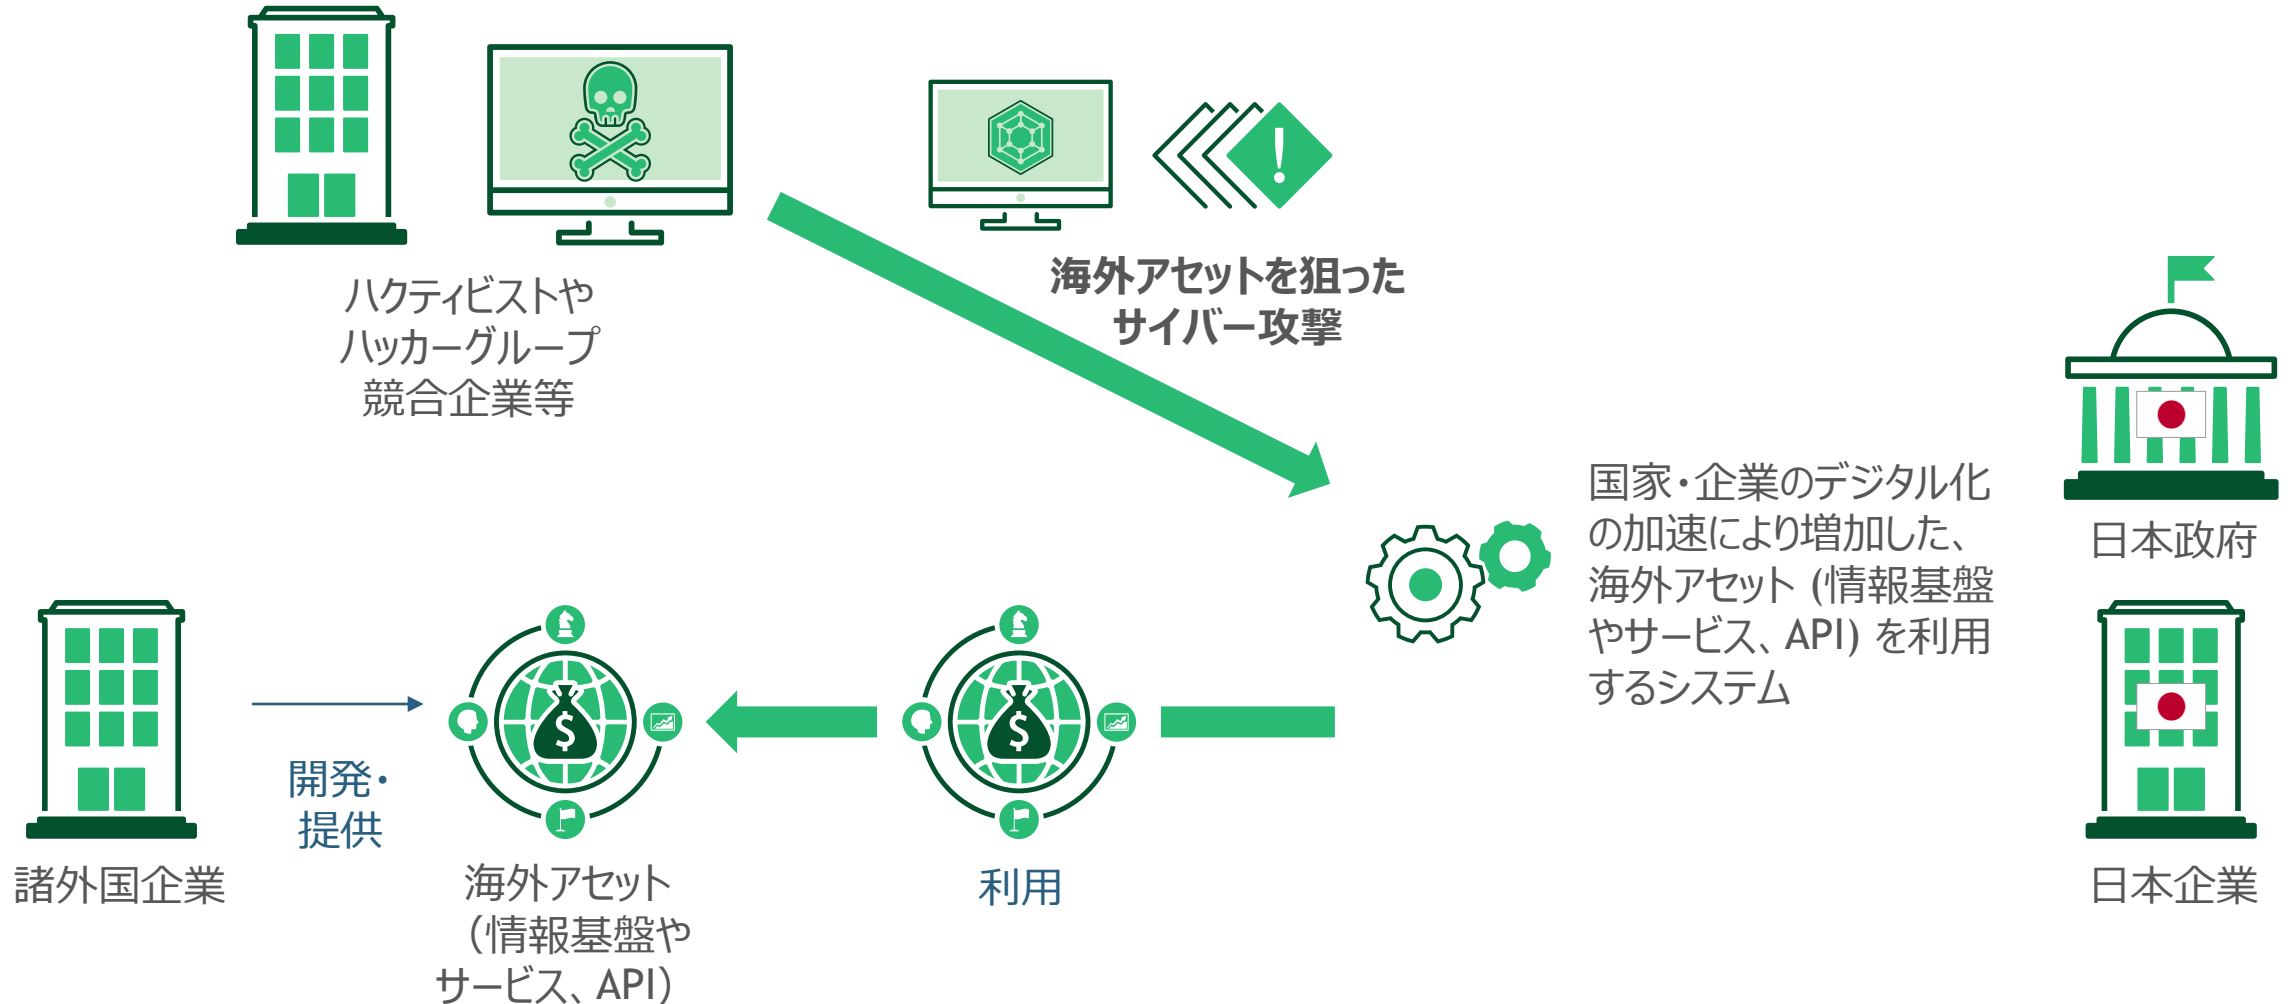 ハクティビストや
ハッカーグループ
競合企業等
海外アセットを狙った
サイバー攻撃
国家・企業のデジタル化
の加速により増加した、
海外アセット (情報基盤
やサービス、API) を利用
するシステム
日本政府
日本企業
諸外国企業
開発・
提供
海外アセット
（情報基盤や
サービス、API）
利用
$
$
!